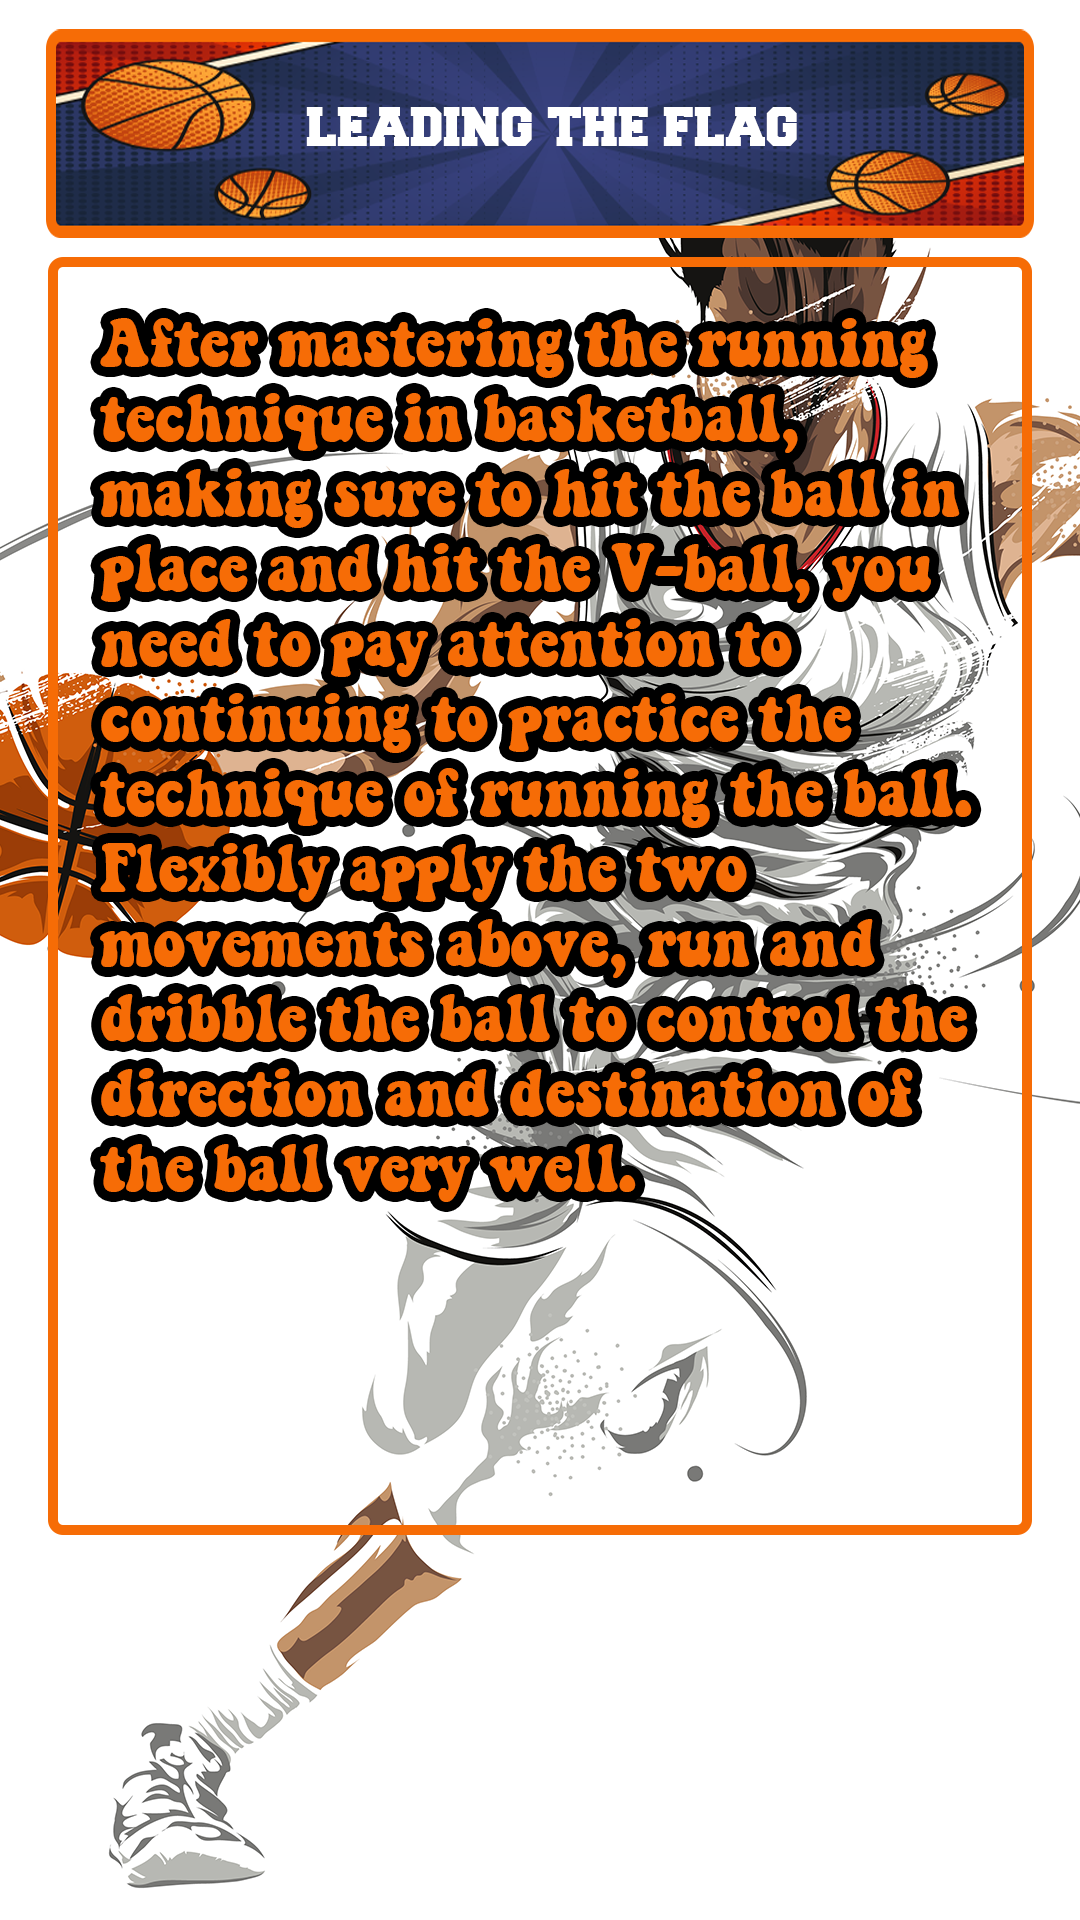 LEADING THE FLAG
After mastering the running
technique in basketball,
making sure to hit the ball in
place and hit the V-ball, you
need to pay attention to
continuing to practice the
technique of running the ball.
Flexibly apply the two
movements above, run and
dribble the ball to control the
direction and destination of
the ball very well.